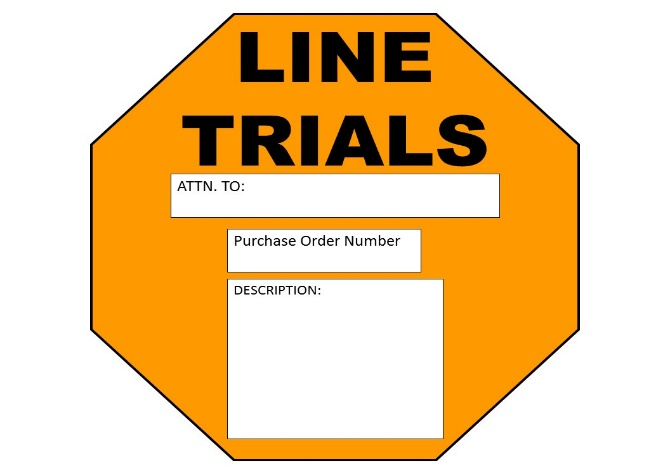 LINE
TRIALS
ATTN. TO:
Purchase Order Number
DESCRIPTION: